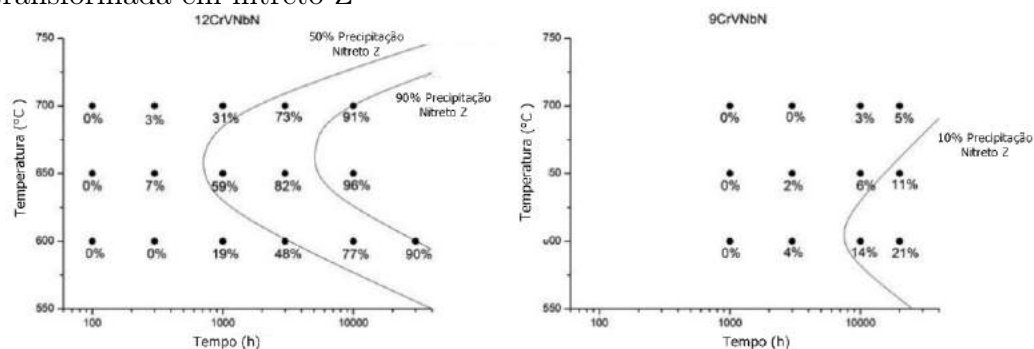 transformada em nitreto Z
12CrVNbN
750
700
650
600
550
Temperatura (°C )
50% Precipitação
Nitreto Z
90% Precipitação
Nitreto Z
0% 3% 31% 73% 91%
0% 7% 59% 82% 96%
0% 0% 19% 48% 77% 90%
100 1000 10000
Tempo (h)
9CrVNbN
750
700
50
600
550
Temperatura (°C )
10% Precipitação
Nitreto Z
0% 0% 3% 5%
0% 2% 6% 11%
0% 4% 14% 21%
100 1000 10000
Tempo (h)